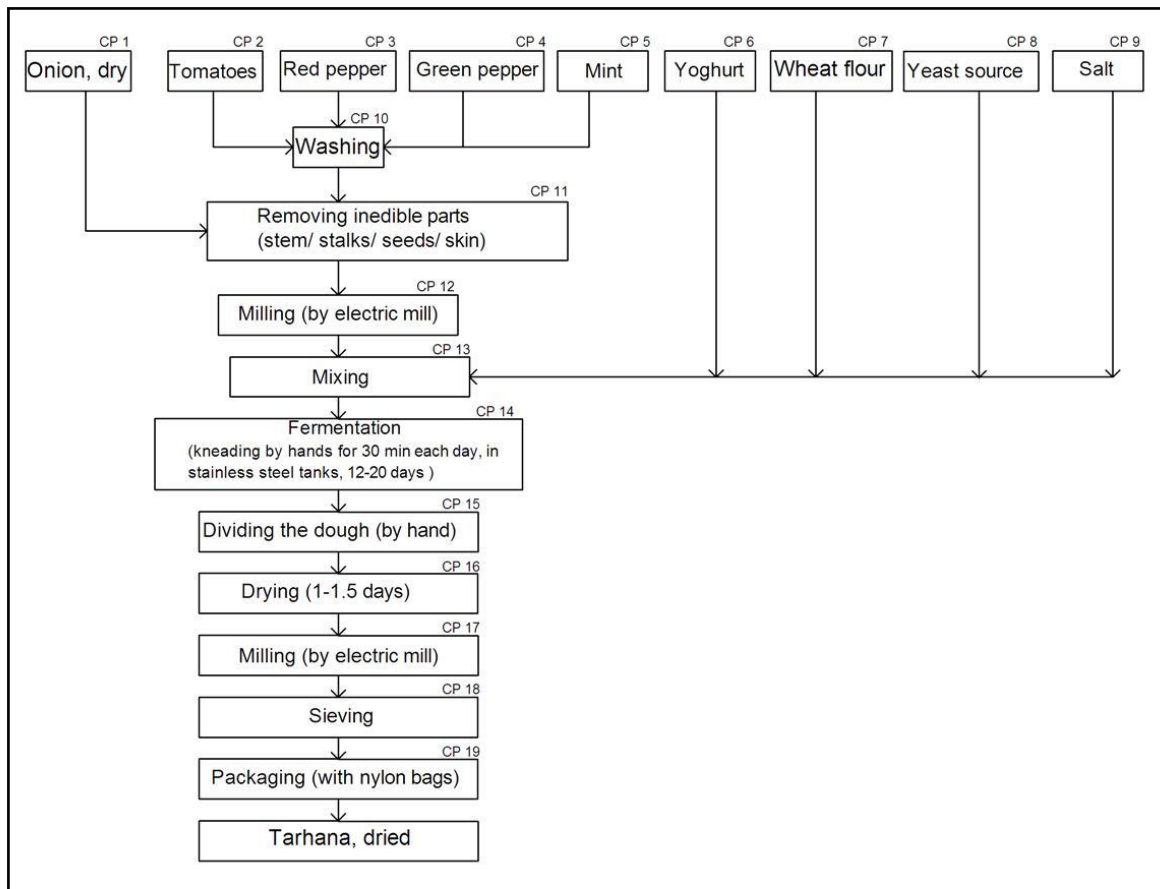 CP 1
CP 2
CP 3
CP 4
CP 5
CP 6
CP 7
CP 8
CP 9
Onion, dry
Tomatoes
Red pepper
Green pepper
Mint
Yoghurt
Wheat flour
Yeast source
Salt
CP 10
Washing
CP 11
Removing inedible parts
(stem/ stalks/ seeds/ skin)
CP 12
Milling (by electric mill)
CP 13
Mixing
CP 14
Fermentation
(kneading by hands for 30 min each day, in
stainless steel tanks, 12-20 days )
CP 15
Dividing the dough (by hand)
CP 16
Drying (1-1.5 days)
CP 17
Milling (by electric mill)
CP 18
Sieving
CP 19
Packaging (with nylon bags)
Tarhana, dried